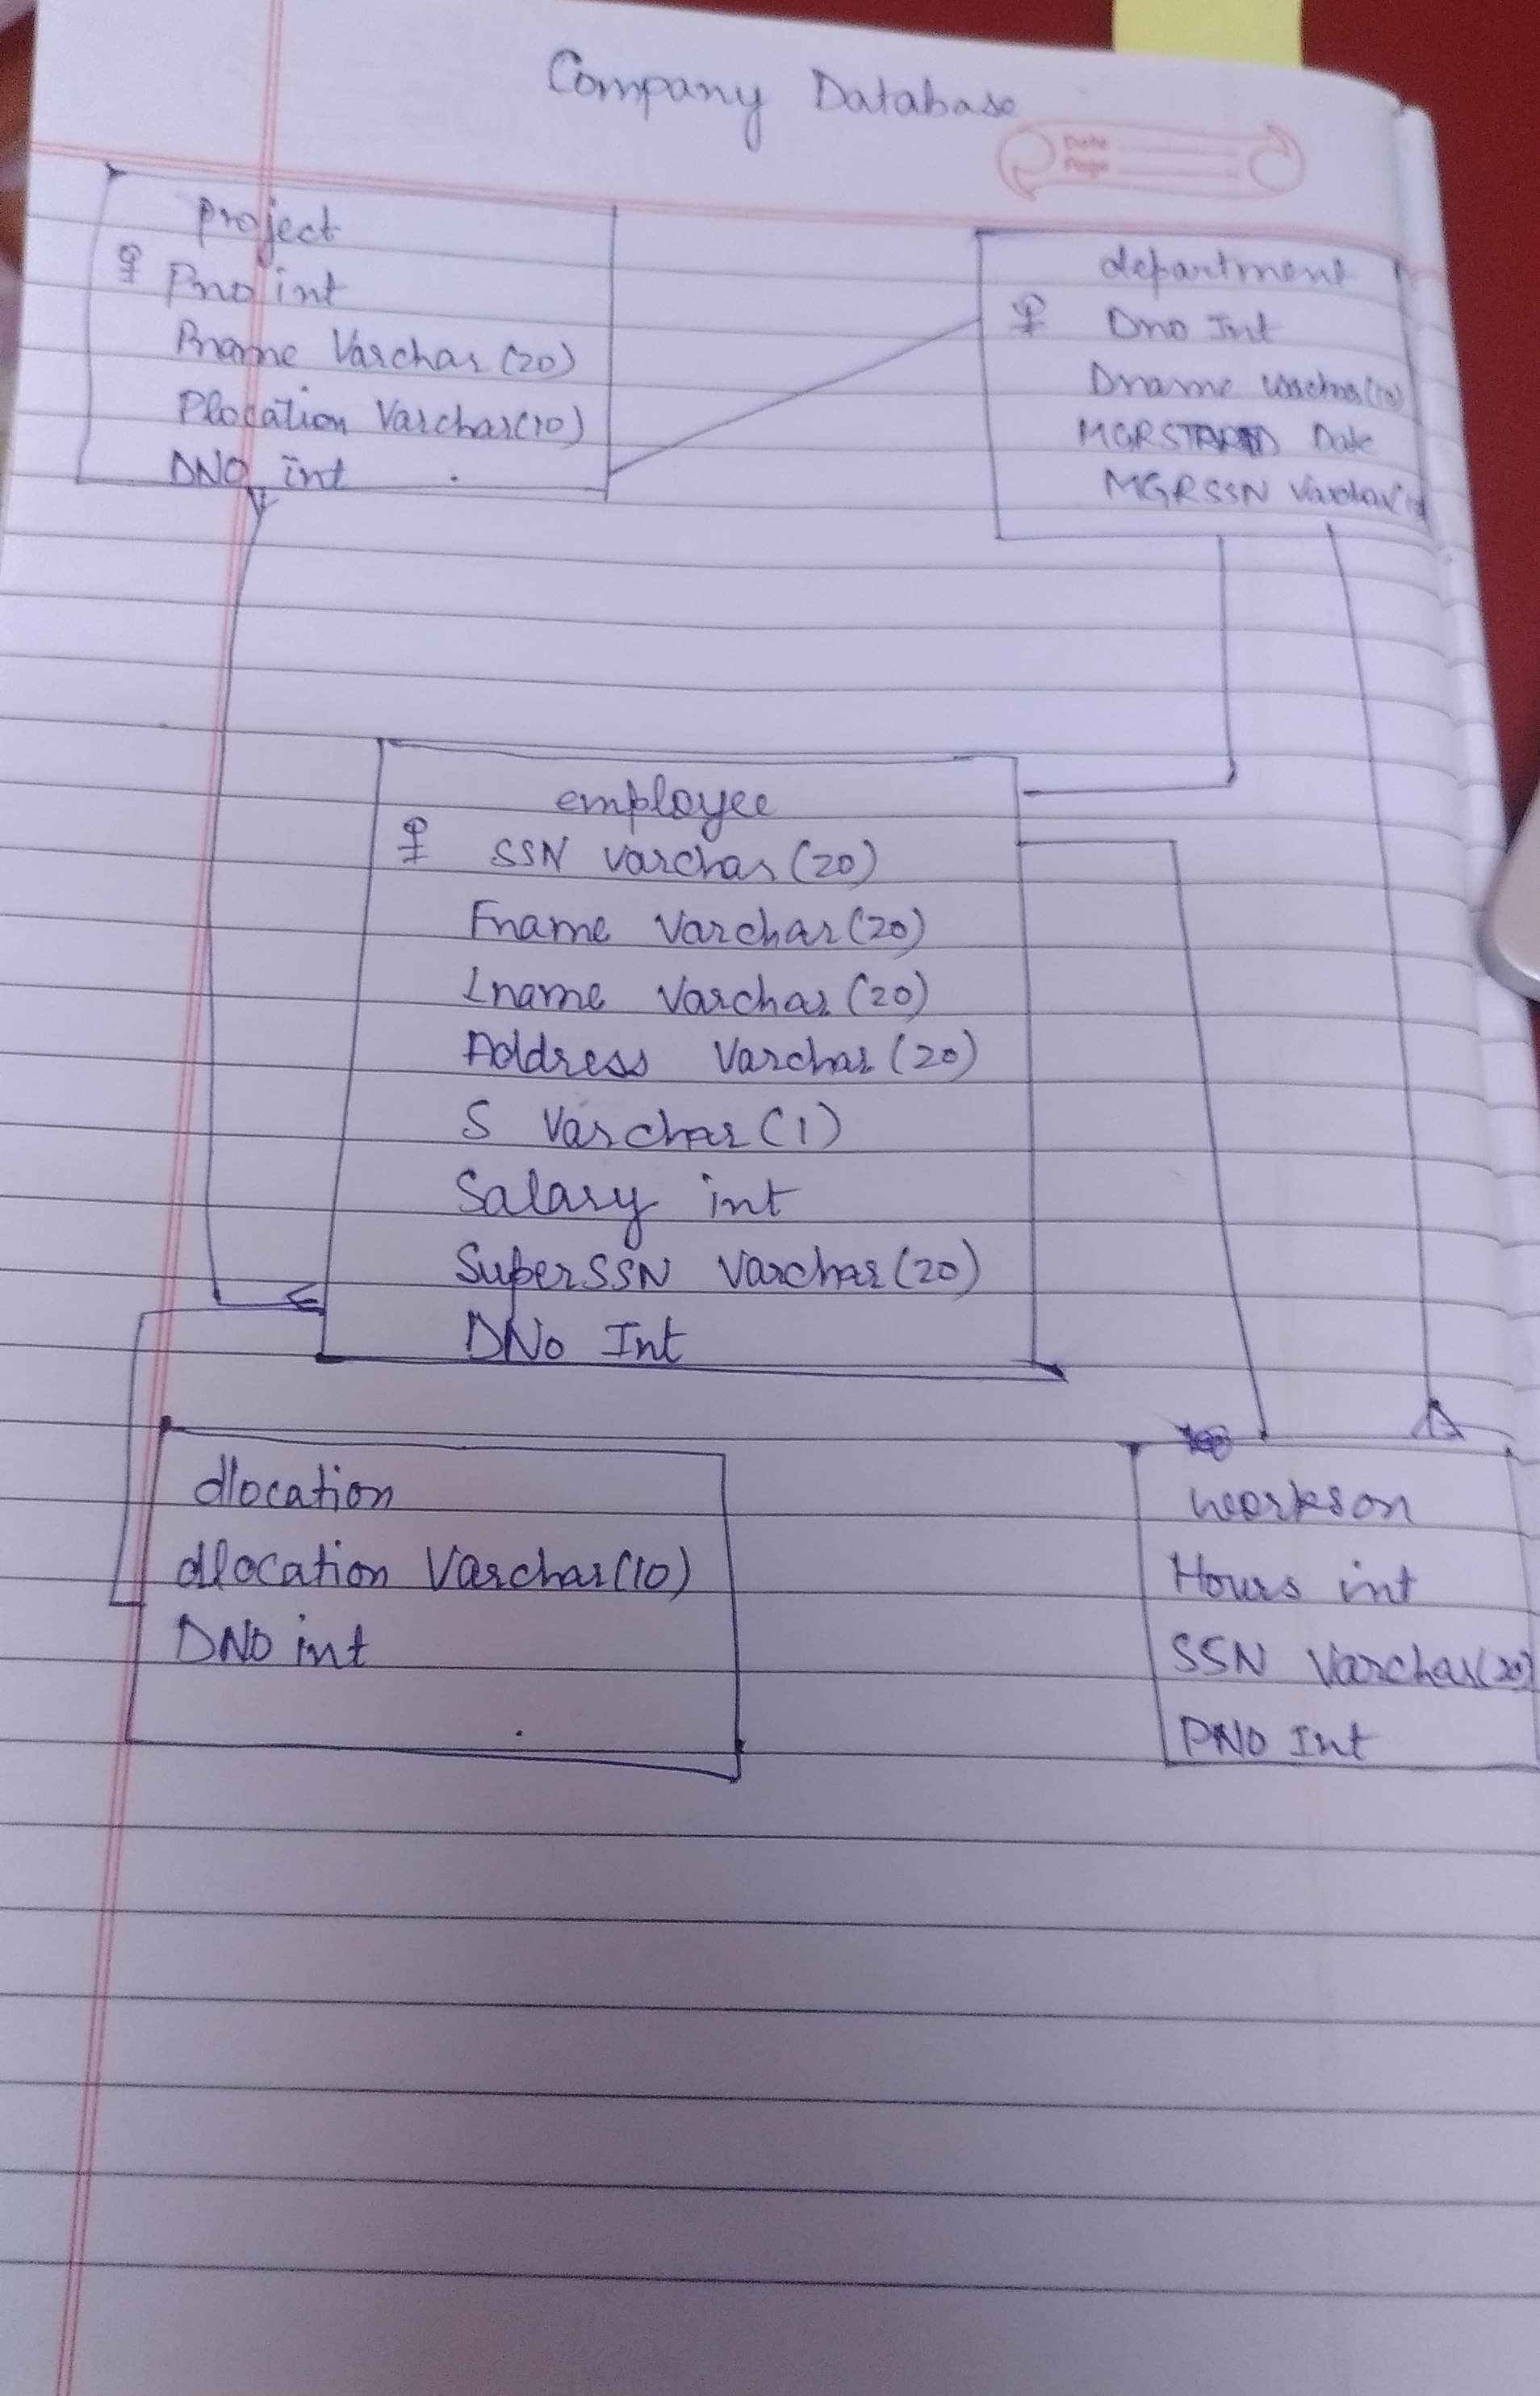 Company Database
Date
Page
project
Pno int
Pname Varchar (20)
Plocation Varchar(10)
DNO int
department
Dno Int
Dname varchar(10)
Date
MGRSSN Varchar
employee
SSN varchar (20)
Fname Varchar (20)
Lname Varchar (20)
Address Varchar (20)
S Varchar (1)
Salary int
SuperSSN Varchar (20)
DNo Int
dlocation
dlocation Varchar(10)
DNO int
workson
Hours int
SSN Varchar(20)
PNO Int